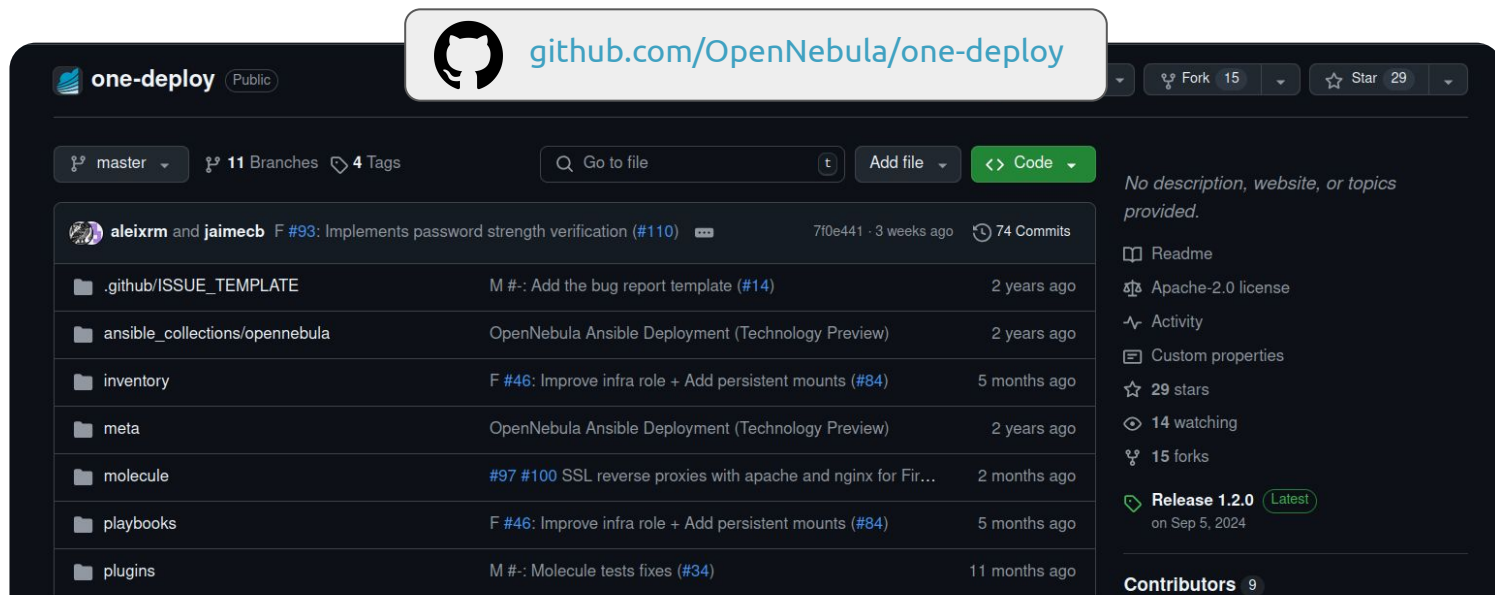 github.com/OpenNebula/one-deploy
one-deploy Public
Fork 15
Star 29
master
11 Branches
4 Tags
Go to file
t
Add file
Code
aleixrm and jaimecb F #93: Implements password strength verification (#110)
7f0e441 · 3 weeks ago
74 Commits
.github/ISSUE_TEMPLATE M #-: Add the bug report template (#14) 2 years ago
ansible_collections/opennebula OpenNebula Ansible Deployment (Technology Preview) 2 years ago
inventory F #46: Improve infra role + Add persistent mounts (#84) 5 months ago
meta OpenNebula Ansible Deployment (Technology Preview) 2 years ago
molecule #97 #100 SSL reverse proxies with apache and nginx for Fir... 2 months ago
playbooks F #46: Improve infra role + Add persistent mounts (#84) 5 months ago
plugins M #-: Molecule tests fixes (#34) 11 months ago
No description, website, or topics
provided.
Readme
Apache-2.0 license
Activity
Custom properties
29 stars
14 watching
15 forks
Release 1.2.0 Latest
on Sep 5, 2024
Contributors 9